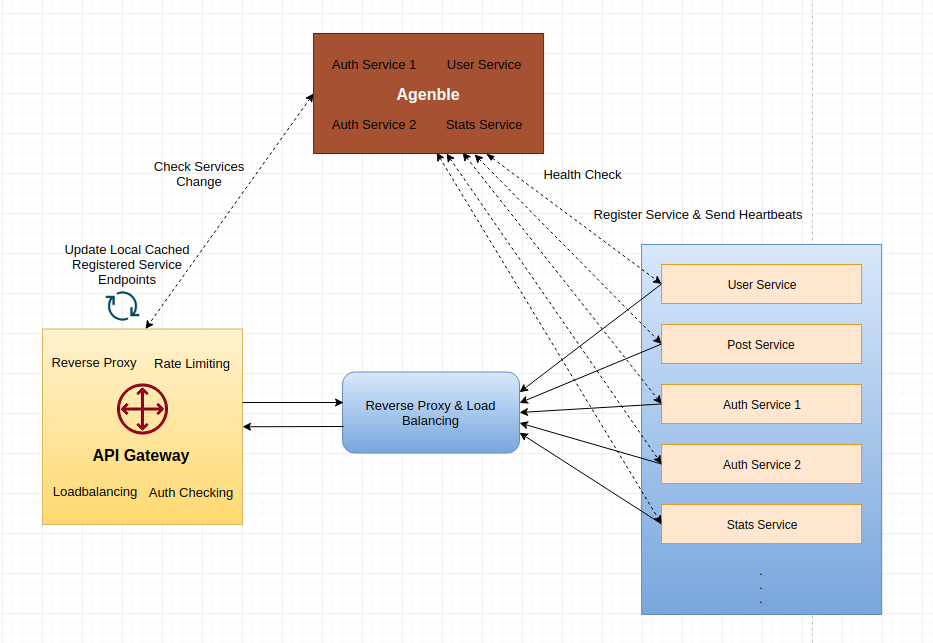 Auth Service 1
User Service
Agenble
Auth Service 2
Stats Service
Check Services
Change
Health Check
Register Service & Send Heartbeats
Update Local Cached
Registered Service
Endpoints
Reverse Proxy
Rate Limiting
API Gateway
Loadbalancing
Auth Checking
Reverse Proxy & Load
Balancing
User Service
Post Service
Auth Service 1
Auth Service 2
Stats Service
.
.
.